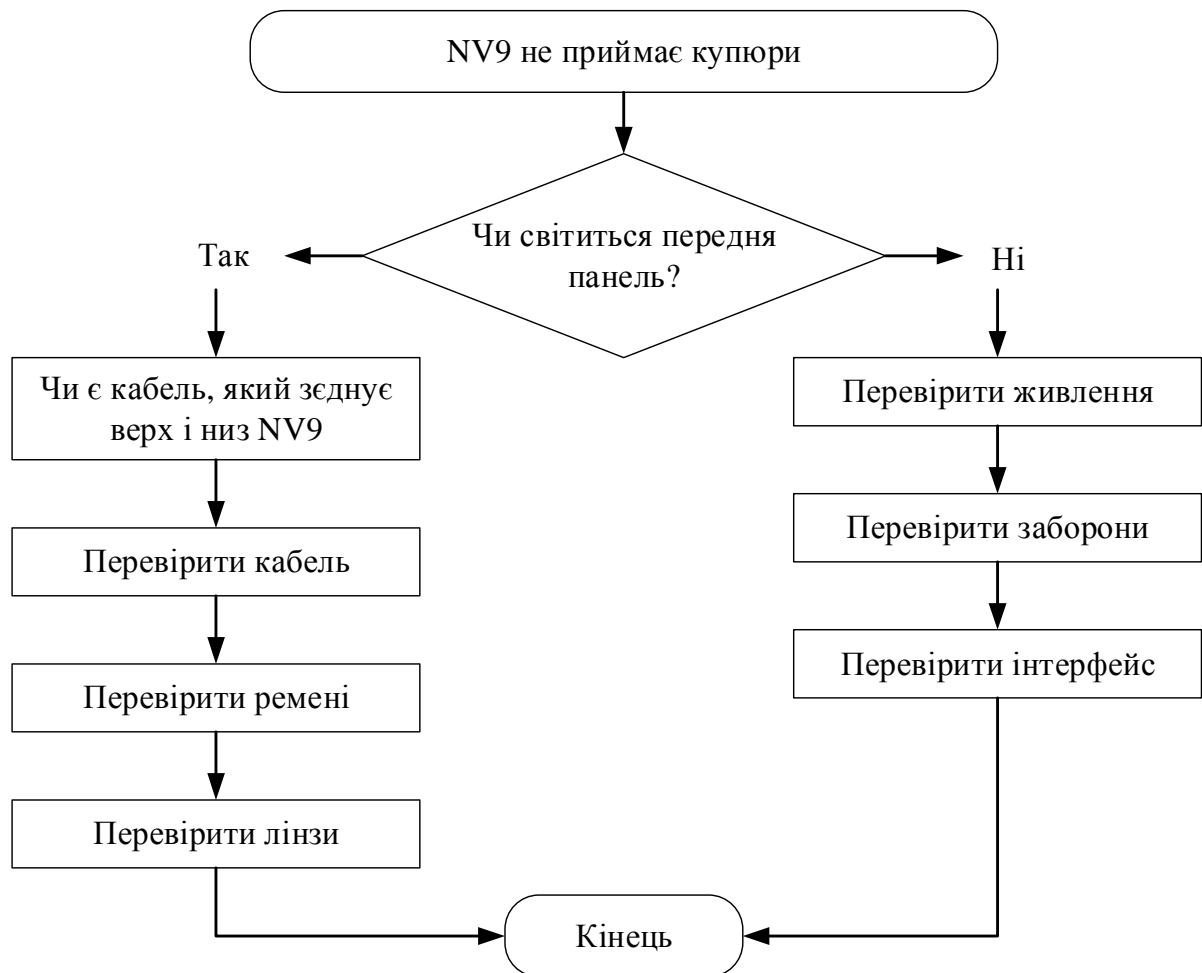 NV9 не приймає купюри
Чи світиться передня
панель?
Так
Ні
Чи є кабель, який зєднує
верх і низ NV9
Перевірити живлення
Перевірити кабель
Перевірити заборони
Перевірити ремені
Перевірити інтерфейс
Перевірити лінзи
Кінець